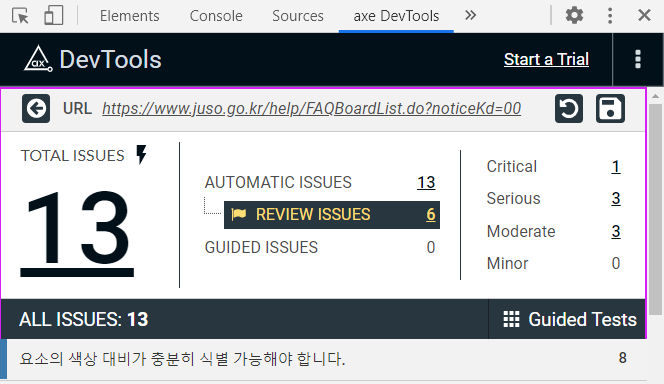 Elements Console Sources axe DevTools
ax DevTools Start a Trial
URL https://www.juso.go.kr/help/FAQBoardList.do?noticeKd=00
TOTAL ISSUES
13
AUTOMATIC ISSUES 13
REVIEW ISSUES 6
GUIDED ISSUES 0
Critical 1
Serious 3
Moderate 3
Minor 0
ALL ISSUES: 13 Guided Tests
요소의 색상 대비가 충분히 식별 가능해야 합니다. 8